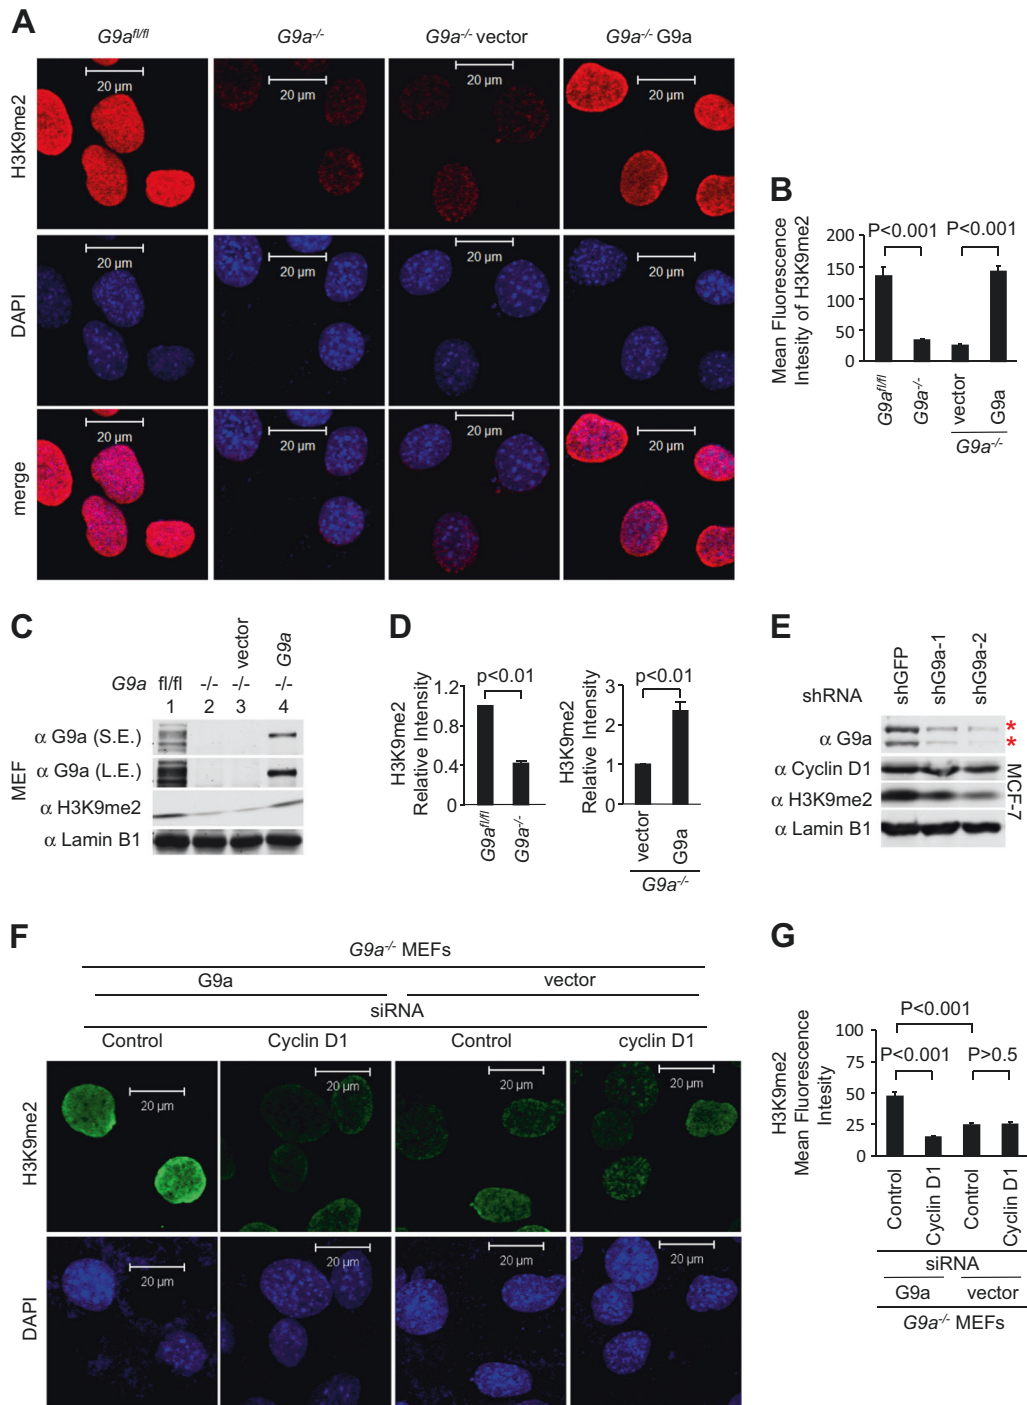 A
G9afl/fl
G9a-/-
G9a-/- vector
G9a-/- G9a
H3K9me2
20 µm
20 µm
20 µm
20 µm
DAPI
20 µm
20 µm
20 µm
20 µm
merge
20 µm
20 µm
20 µm
20 µm
B
P<0.001 P<0.001
Mean Fluorescence
Intesity of H3K9me2
200
150
100
50
0
G9afl/fl
G9a-/-
vector
G9a
G9a-/-
C
vector
G9a
G9a fl/fl -/- -/- -/-
1 2 3 4
MEF
α G9a (S.E.)
α G9a (L.E.)
α H3K9me2
α Lamin B1
D
p<0.01
H3K9me2
Relative Intensity
1.2
0.8
0.4
0
G9afl/fl
G9a-/-
p<0.01
H3K9me2
Relative Intensity
3
2
1
0
vector
G9a
G9a-/-
E
shRNA
shGFP
shG9a-1
shG9a-2
α G9a
*
*
α Cyclin D1
α H3K9me2
α Lamin B1
MCF-7
F
G9a-/- MEFs
G9a vector
siRNA
Control Cyclin D1 Control cyclin D1
H3K9me2
20 µm
20 µm
20 µm
20 µm
DAPI
20 µm
20 µm
20 µm
20 µm
G
P<0.001
P<0.001 P>0.5
H3K9me2
Mean Fluorescence
Intesity
100
75
50
25
0
Control
Cyclin D1
Control
Cyclin D1
siRNA
G9a vector
G9a-/- MEFs